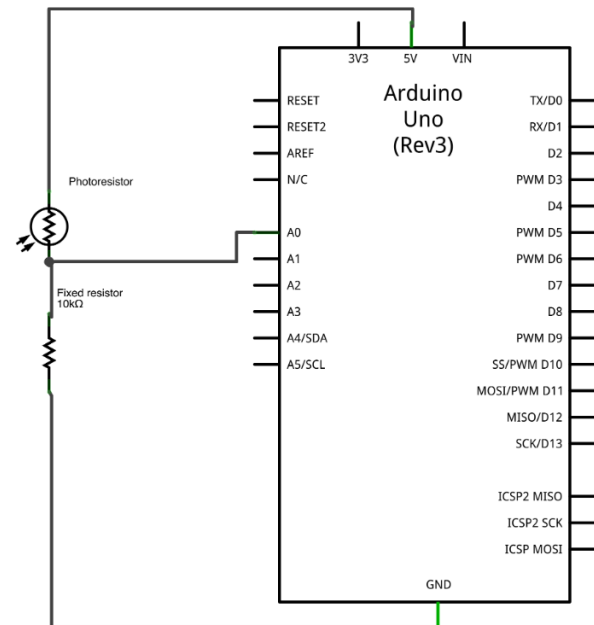 3V3
5V
VIN
Arduino
Uno
(Rev3)
RESET
RESET2
AREF
N/C
A0
A1
A2
A3
A4/SDA
A5/SCL
TX/D0
RX/D1
D2
PWM D3
D4
PWM D5
PWM D6
D7
D8
PWM D9
SS/PWM D10
MOSI/PWM D11
MISO/D12
SCK/D13
ICSP2 MISO
ICSP2 SCK
ICSP MOSI
GND
Photoresistor
Fixed resistor
10kΩ